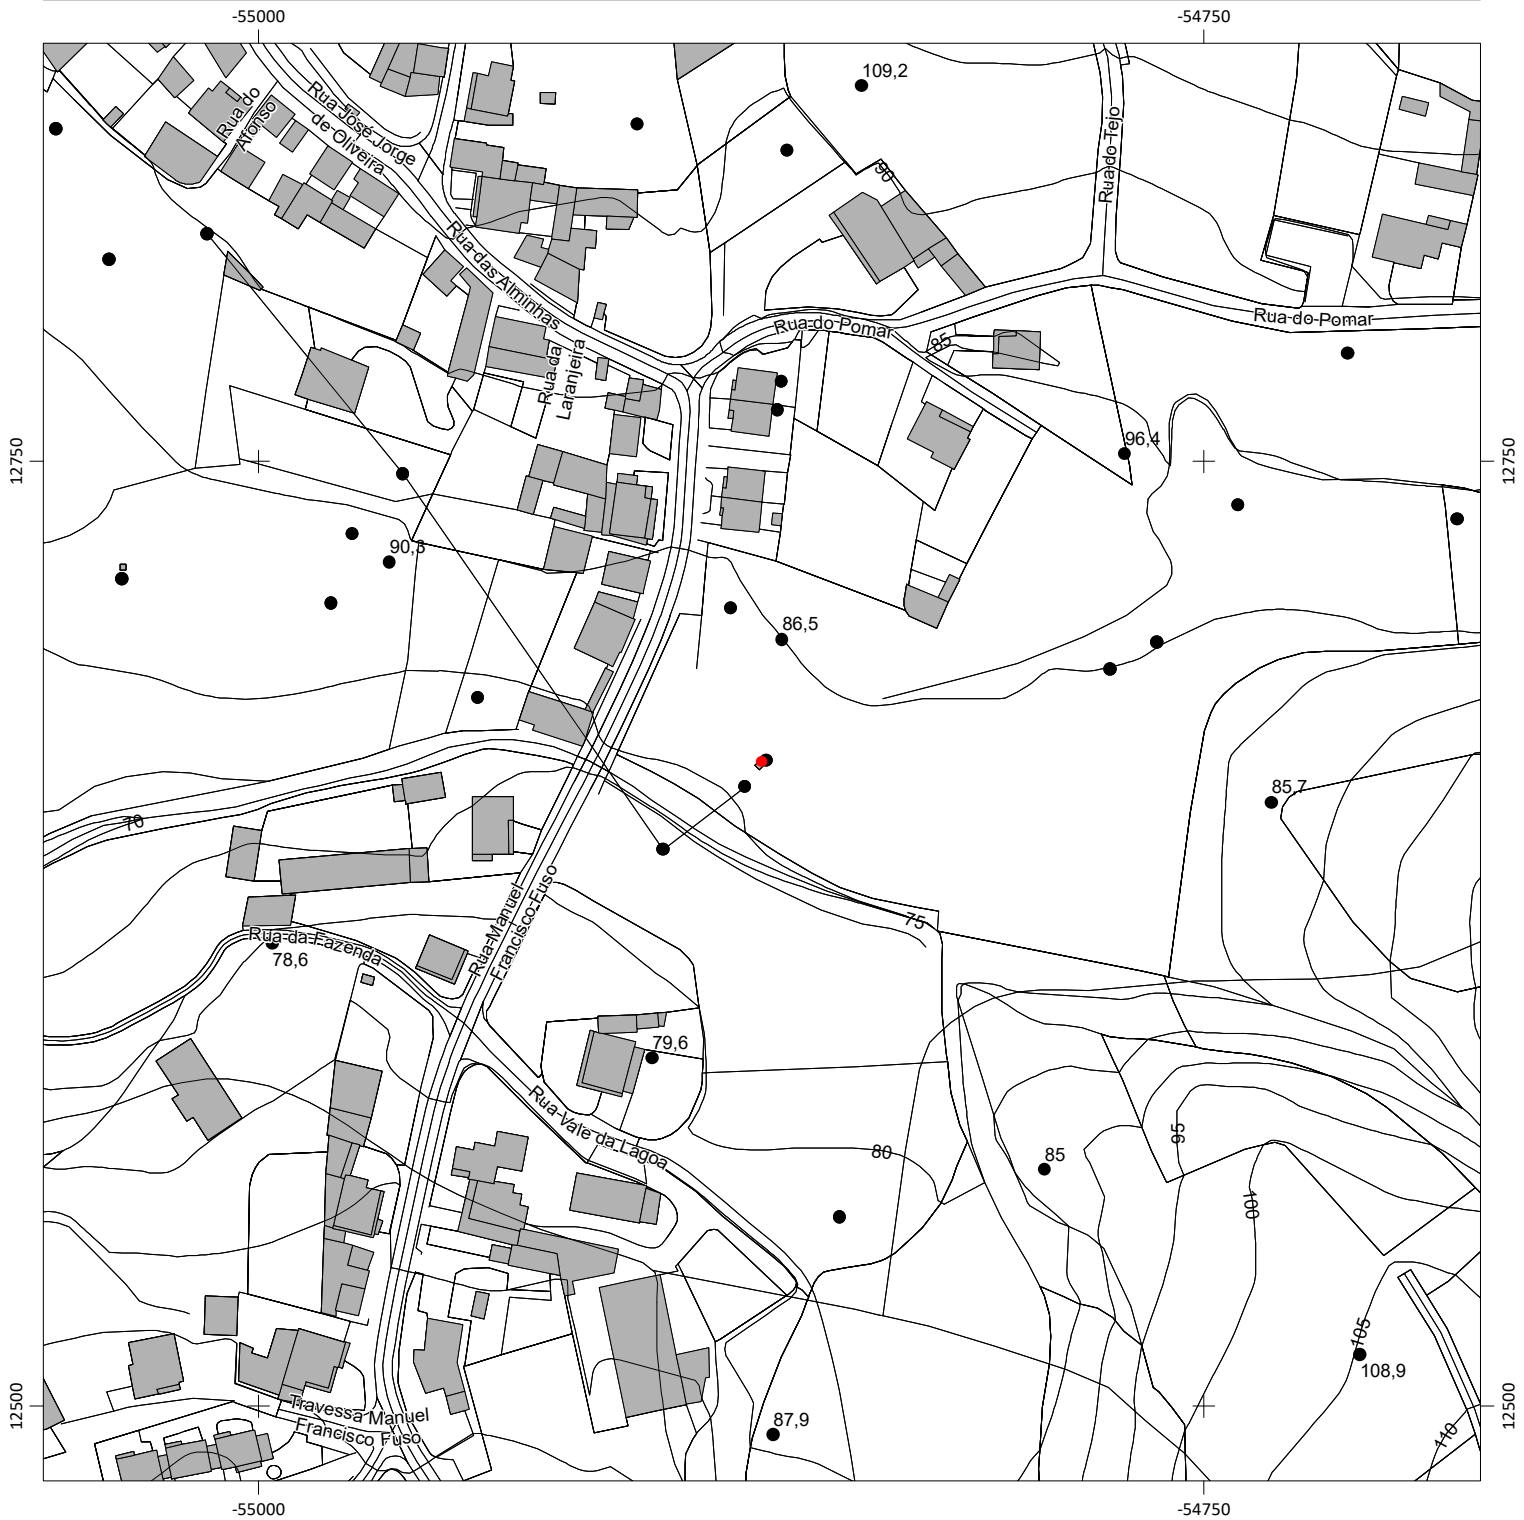 -55000
-54750
109,2
Rua do
Afonso
Rua José Jorge
de Oliveira
Rua do Tejo
90
Rua das Alminhas
Rua do Pomar
Rua do Pomar
85
Rua da
Laranjeira
96,4
12750
12750
90,3
86,5
85,7
70
75
Rua Manuel
Francisco Fuso
Rua da Fazenda
78,6
79,6
Rua Vale da Lagoa
80
85
95
100
105
108,9
110
87,9
Travessa Manuel
Francisco Fuso
12500
12500
-55000
-54750